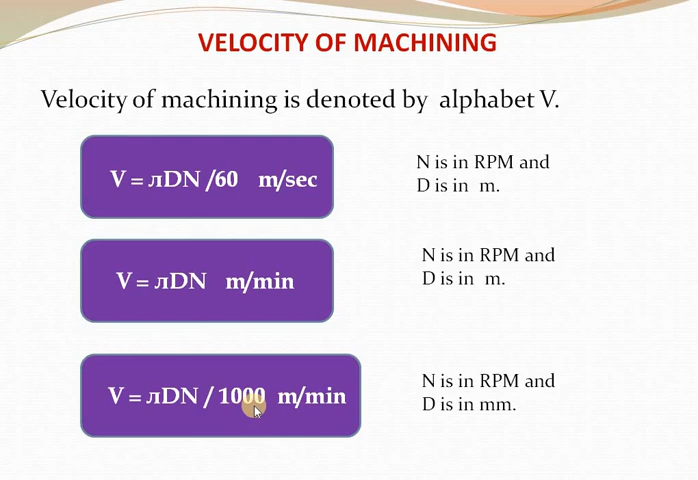 VELOCITY OF MACHINING
Velocity of machining is denoted by alphabet V.
V = лDN /60 m/sec
N is in RPM and
D is in m.
V = лDN m/min
N is in RPM and
D is in m.
V = лDN / 1000 m/min
N is in RPM and
D is in mm.